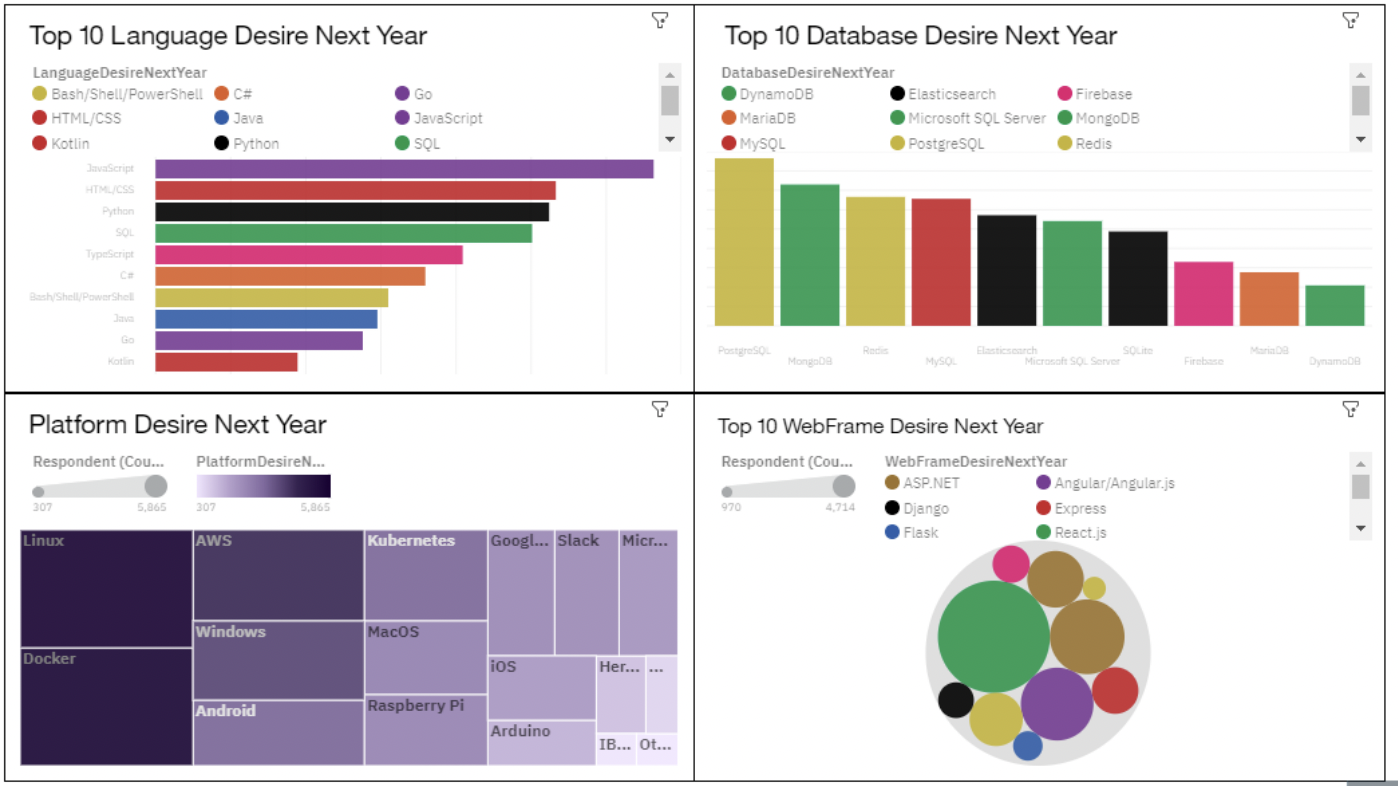 Top 10 Language Desire Next Year
LanguageDesireNextYear
Bash/Shell/PowerShell C# Go
HTML/CSS Java JavaScript
Kotlin Python SQL
JavaScript
HTML/CSS
Python
SQL
TypeScript
C#
Bash/Shell/PowerShell
Java
Go
Kotlin
Top 10 Database Desire Next Year
DatabaseDesireNextYear
DynamoDB Elasticsearch Firebase
MariaDB Microsoft SQL Server MongoDB
MySQL PostgreSQL Redis
PostgreSQL Redis Elasticsearch SQLite MariaDB
MongoDB MySQL Microsoft SQL Server Firebase DynamoDB
Platform Desire Next Year
Respondent (Cou... PlatformDesireN...
307 5,865 307 5,865
Linux AWS Kubernetes Googl... Slack Micr...
Windows MacOS
Docker iOS Her... ...
Android Raspberry Pi
Arduino IB... Ot...
Top 10 WebFrame Desire Next Year
Respondent (Cou... WebFrameDesireNextYear
970 4,714
ASP.NET Angular/Angular.js
Django Express
Flask React.js